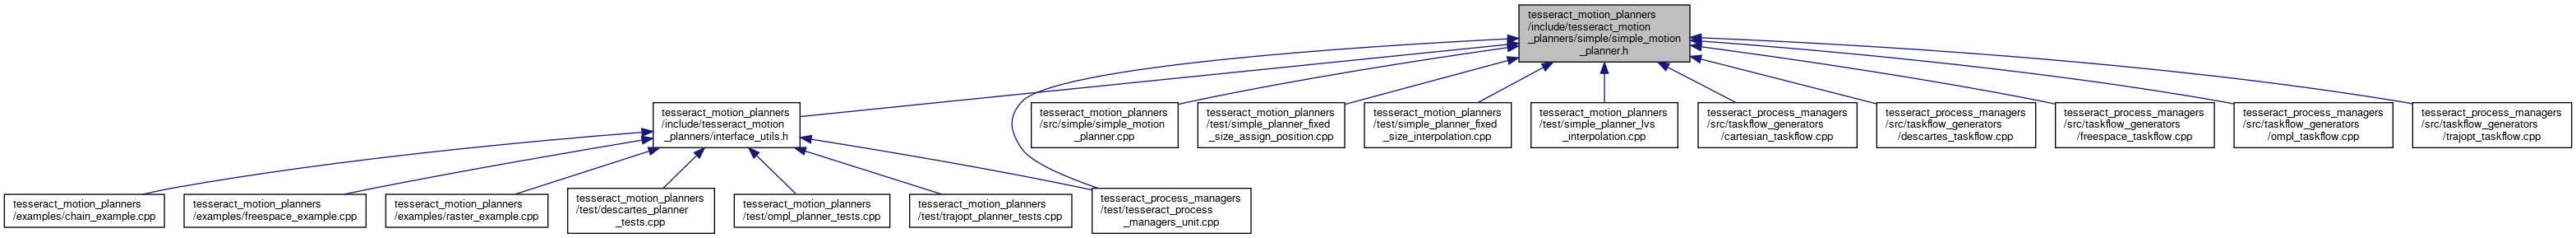 tesseract_motion_planners
/include/tesseract_motion
_planners/simple/simple_motion
_planner.h
tesseract_motion_planners
/include/tesseract_motion
_planners/interface_utils.h
tesseract_motion_planners
/src/simple/simple_motion
_planner.cpp
tesseract_motion_planners
/test/simple_planner_fixed
_size_assign_position.cpp
tesseract_motion_planners
/test/simple_planner_fixed
_size_interpolation.cpp
tesseract_motion_planners
/test/simple_planner_lvs
_interpolation.cpp
tesseract_process_managers
/src/taskflow_generators
/cartesian_taskflow.cpp
tesseract_process_managers
/src/taskflow_generators
/descartes_taskflow.cpp
tesseract_process_managers
/src/taskflow_generators
/freespace_taskflow.cpp
tesseract_process_managers
/src/taskflow_generators
/ompl_taskflow.cpp
tesseract_process_managers
/src/taskflow_generators
/trajopt_taskflow.cpp
tesseract_motion_planners
/examples/chain_example.cpp
tesseract_motion_planners
/examples/freespace_example.cpp
tesseract_motion_planners
/examples/raster_example.cpp
tesseract_motion_planners
/test/descartes_planner
_tests.cpp
tesseract_motion_planners
/test/ompl_planner_tests.cpp
tesseract_motion_planners
/test/trajopt_planner_tests.cpp
tesseract_process_managers
/test/tesseract_process
_managers_unit.cpp